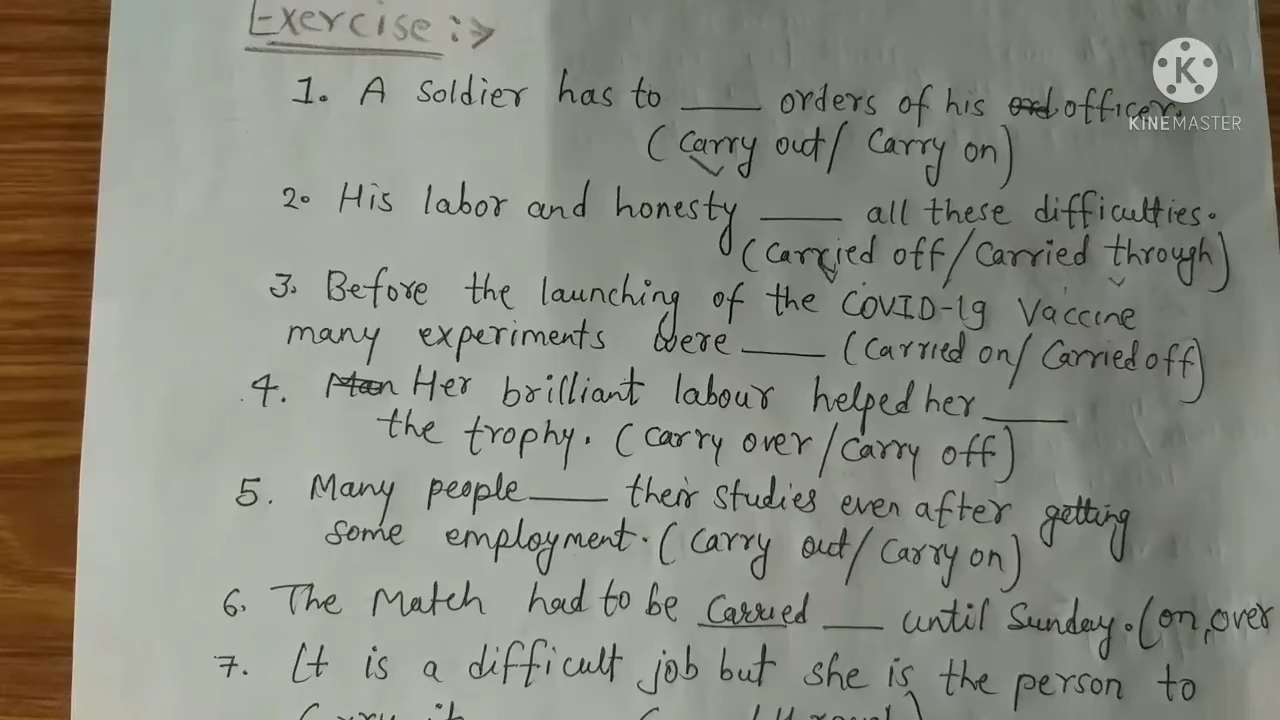 Exercise :->
1. A Soldier has to ____ orders of his ord officer.
(Carry out / Carry on)
2. His labor and honesty ____ all these difficulties.
(Carried off / Carried through)
3. Before the launching of the COVID-19 Vaccine
many experiments were ____ (Carried on / Carried off)
4. Man Her brilliant labour helped her ____
the trophy. (Carry over / Carry off)
5. Many people ____ their studies even after getting
some employment. (Carry out / Carry on)
6. The Match had to be Carried ____ until Sunday. (on, over
7. It is a difficult job but she is the person to
Carry it
K
KINEMASTER